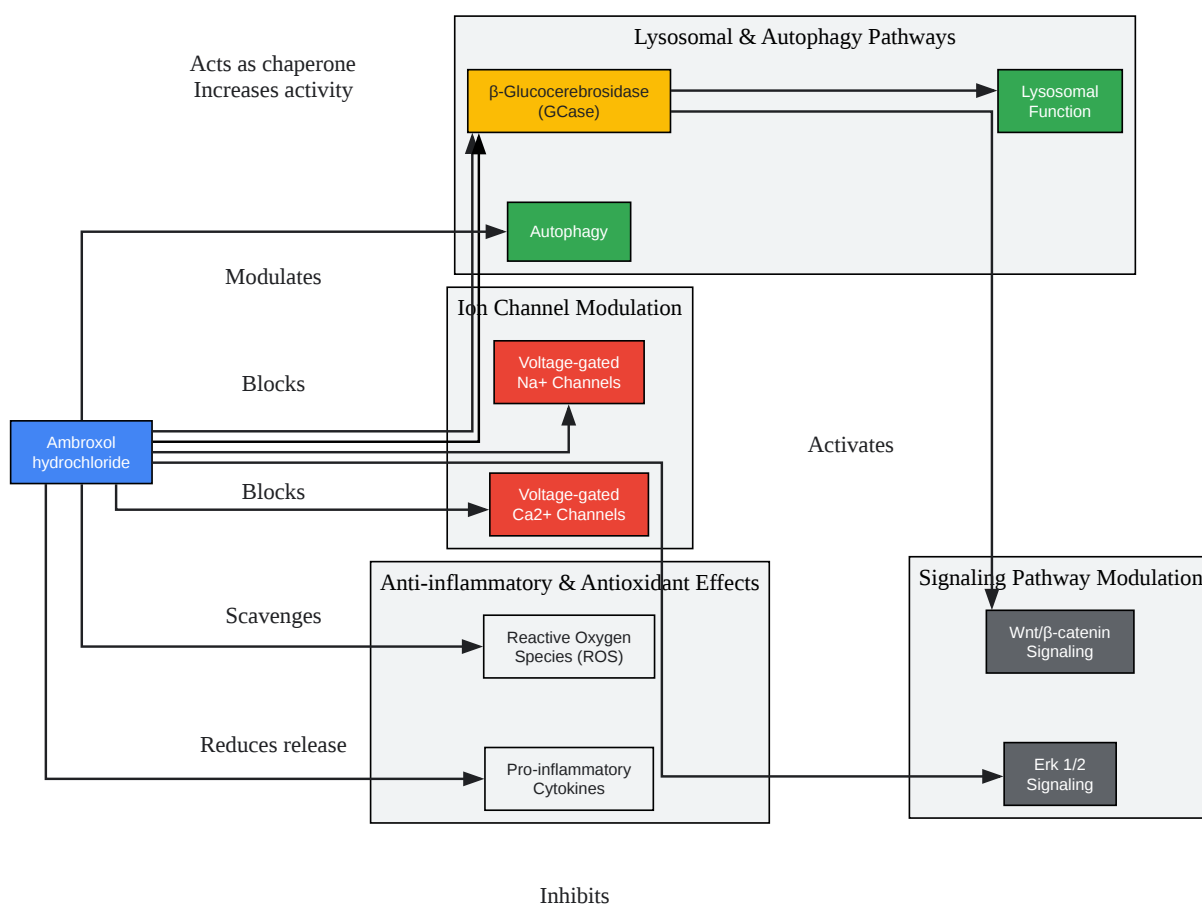 Lysosomal & Autophagy Pathways
Acts as chaperone
Increases activity
β-Glucocerebrosidase
(GCase)
Lysosomal
Function
Autophagy
Modulates
Ion Channel Modulation
Voltage-gated
Na+ Channels
Blocks
Ambroxol
hydrochloride
Activates
Blocks
Voltage-gated
Ca2+ Channels
Anti-inflammatory & Antioxidant Effects
Signaling Pathway Modulation
Scavenges
Reactive Oxygen
Species (ROS)
Wnt/β-catenin
Signaling
Reduces release
Pro-inflammatory
Cytokines
Erk 1/2
Signaling
Inhibits